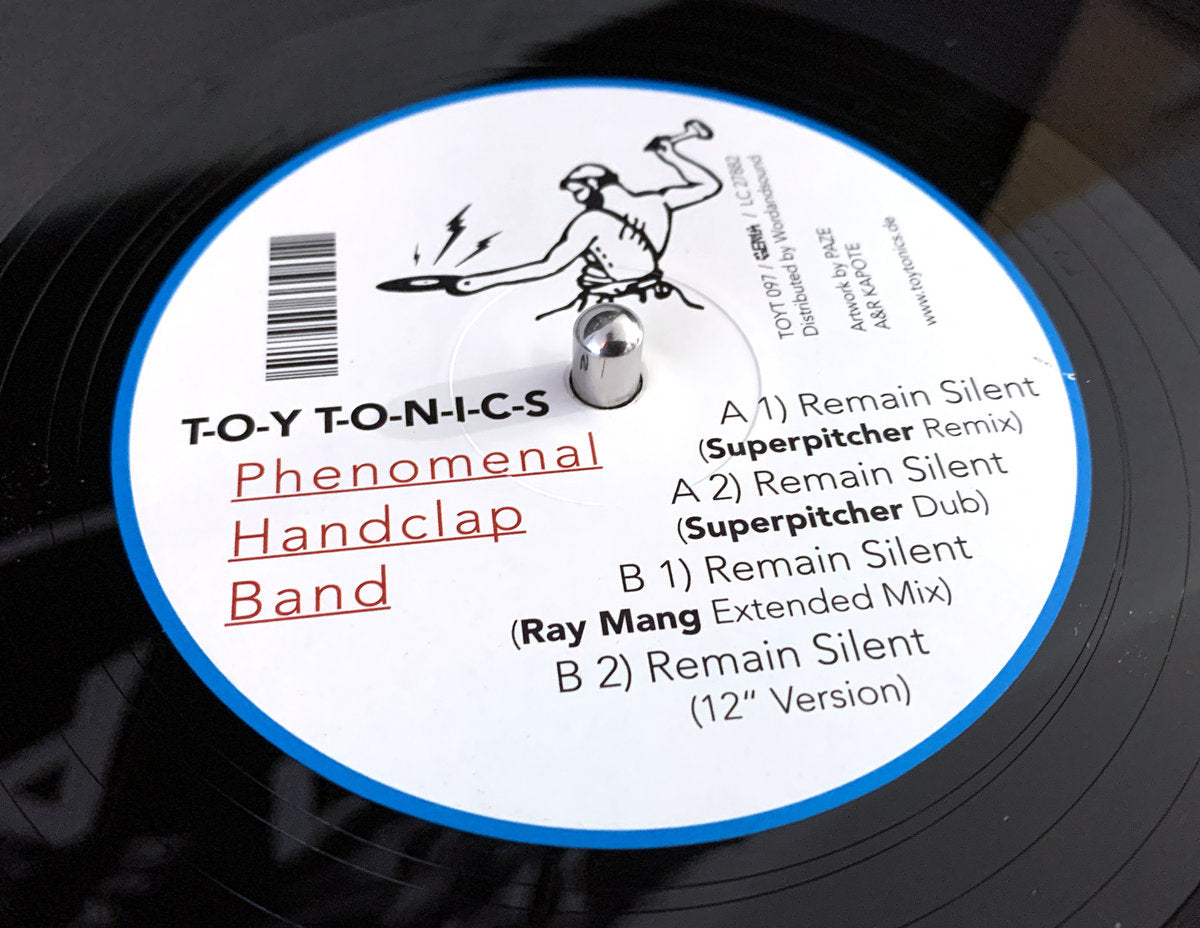 TOYT 097 / GEMA / LC 27882
Distributed by Wordandsound
Artwork by PAZE
A&R KAPOTE
www.toytonics.de
T-O-Y T-O-N-I-C-S
Phenomenal
Handclap
Band
A 1) Remain Silent
(Superpitcher Remix)
A 2) Remain Silent
(Superpitcher Dub)
B 1) Remain Silent
(Ray Mang Extended Mix)
B 2) Remain Silent
(12" Version)